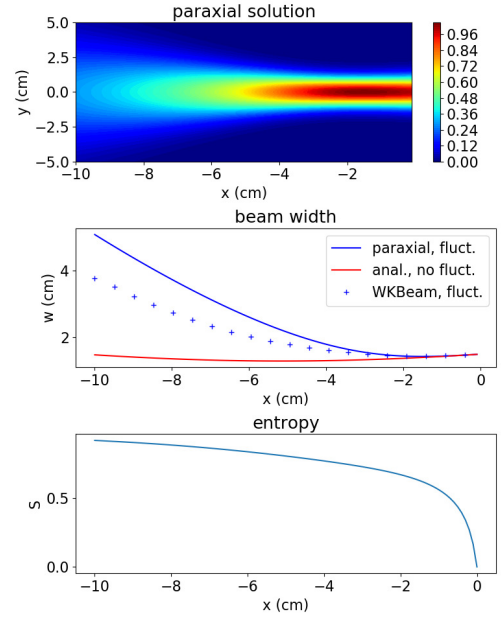 paraxial solution
5.0
2.5
0.0
−2.5
−5.0
y (cm)
−10 −8 −6 −4 −2
x (cm)
0.96
0.84
0.72
0.60
0.48
0.36
0.24
0.12
0.00
beam width
paraxial, fluct.
anal., no fluct.
WKBeam, fluct.
4
2
w (cm)
−10 −8 −6 −4 −2 0
x (cm)
entropy
0.5
0.0
S
−10 −8 −6 −4 −2 0
x (cm)